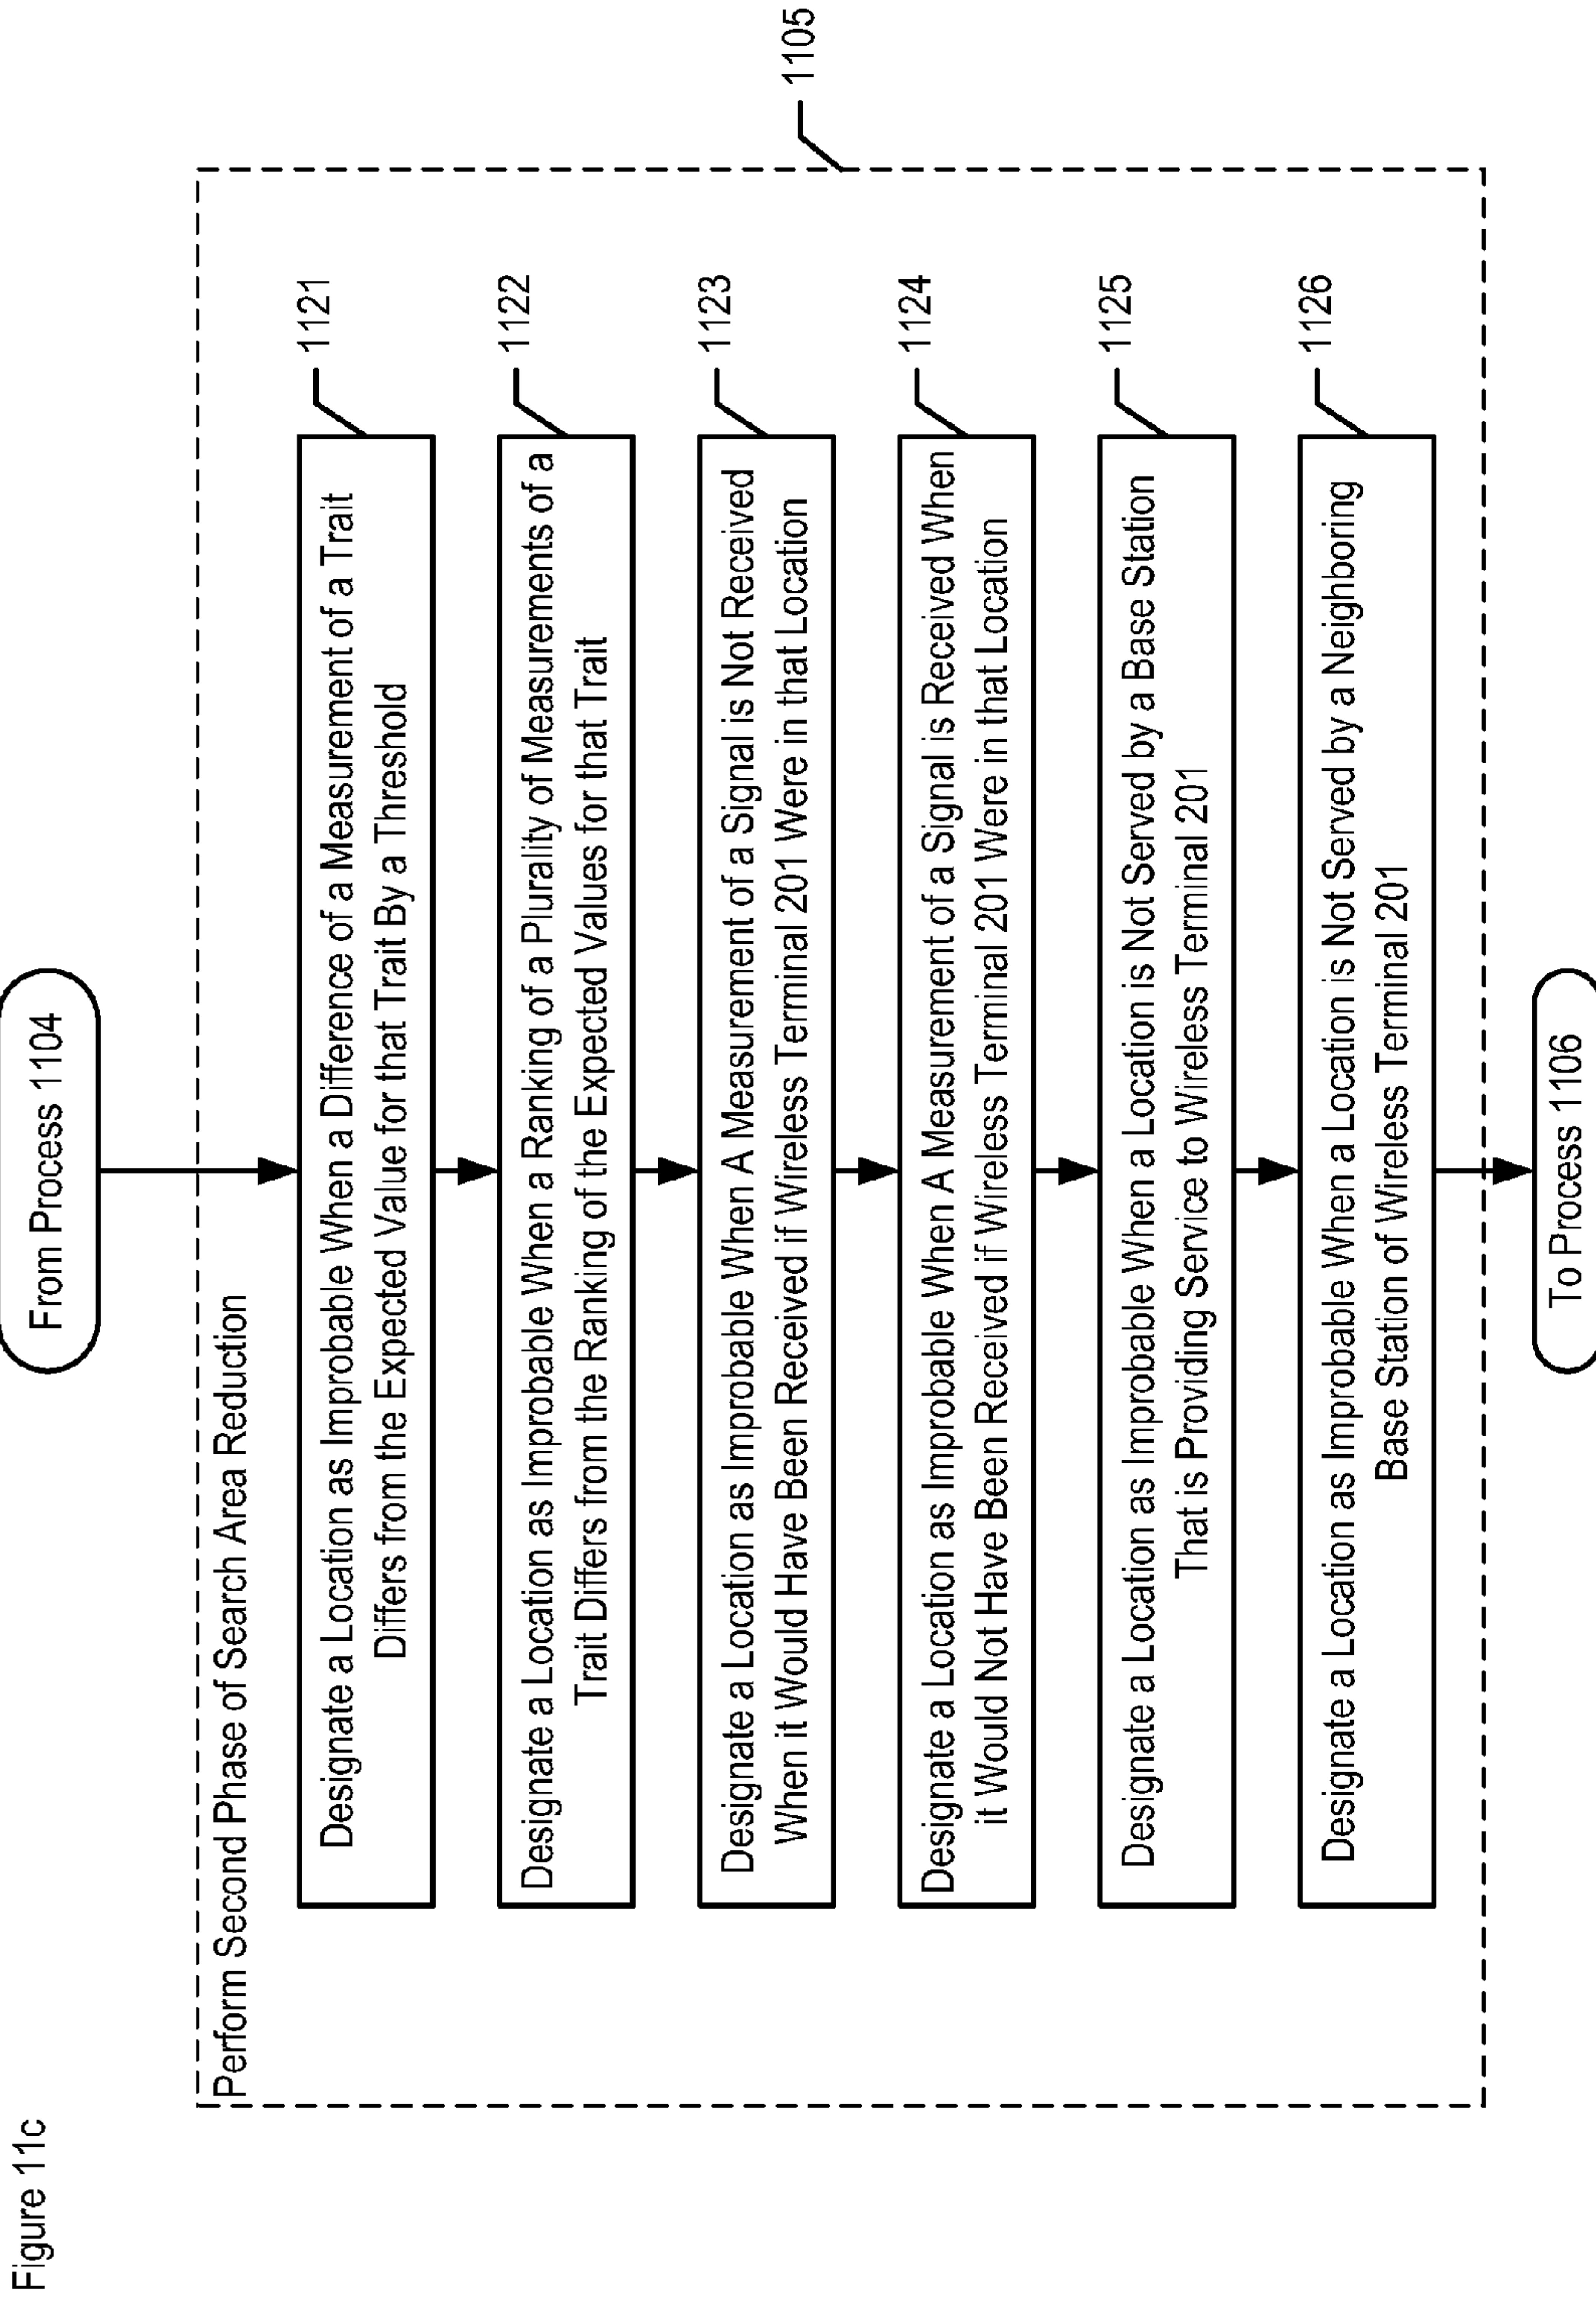 Figure 11c
From Process 1104
1105
Perform Second Phase of Search Area Reduction
1121
Designate a Location as Improbable When a Difference of a Measurement of a Trait
Differs from the Expected Value for that Trait By a Threshold
1122
Designate a Location as Improbable When a Ranking of a Plurality of Measurements of a
Trait Differs from the Ranking of the Expected Values for that Trait
1123
Designate a Location as Improbable When A Measurement of a Signal is Not Received
When it Would Have Been Received if Wireless Terminal 201 Were in that Location
1124
Designate a Location as Improbable When A Measurement of a Signal is Received When
it Would Not Have Been Received if Wireless Terminal 201 Were in that Location
1125
Designate a Location as Improbable When a Location is Not Served by a Base Station
That is Providing Service to Wireless Terminal 201
1126
Designate a Location as Improbable When a Location is Not Served by a Neighboring
Base Station of Wireless Terminal 201
To Process 1106